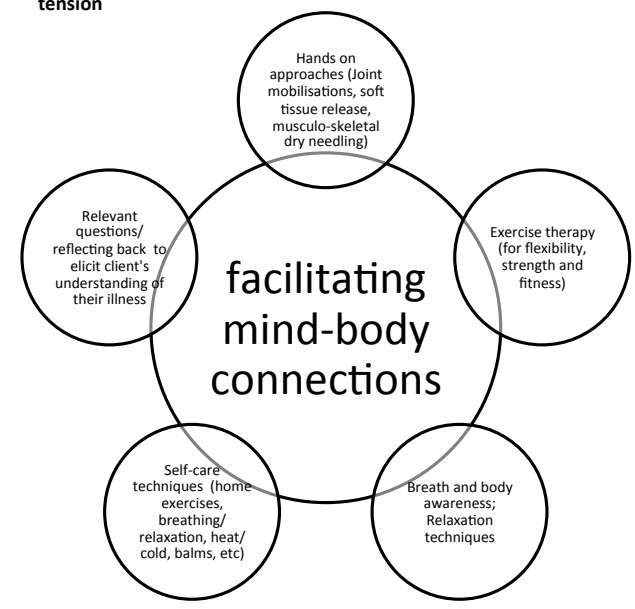 tension
Hands on
approaches (Joint
mobilisations, soft
tissue release,
musculo-skeletal
dry needling)
Relevant
questions/
reflecting back to
elicit client's
understanding of
their illness
Exercise therapy
(for flexibility,
strength and
fitness)
facilitating
mind-body
connections
Self-care
techniques (home
exercises,
breathing/
relaxation, heat/
cold, balms, etc)
Breath and body
awareness;
Relaxation
techniques